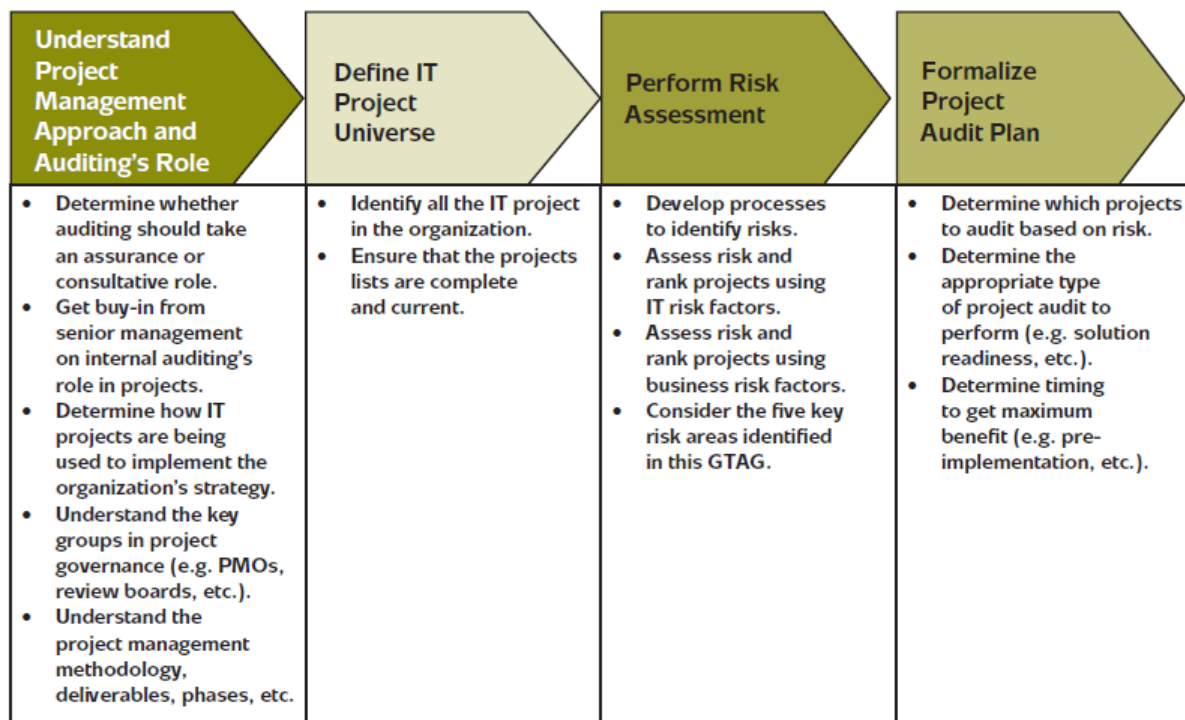 Understand
Project
Management
Approach and
Auditing's Role
Define IT
Project
Universe
Perform Risk
Assessment
Formalize
Project
Audit Plan
• Determine whether
auditing should take
an assurance or
consultative role.
• Get buy-in from
senior management
on internal auditing's
role in projects.
• Determine how IT
projects are being
used to implement the
organization's strategy.
• Understand the key
groups in project
governance (e.g. PMOs,
review boards, etc.).
• Understand the
project management
methodology,
deliverables, phases, etc.
• Identify all the IT project
in the organization.
• Ensure that the projects
lists are complete
and current.
• Develop processes
to identify risks.
• Assess risk and
rank projects using
IT risk factors.
• Assess risk and
rank projects using
business risk factors.
• Consider the five key
risk areas identified
in this GTAG.
• Determine which projects
to audit based on risk.
• Determine the
appropriate type
of project audit to
perform (e.g. solution
readiness, etc.).
• Determine timing
to get maximum
benefit (e.g. pre-
implementation, etc.).